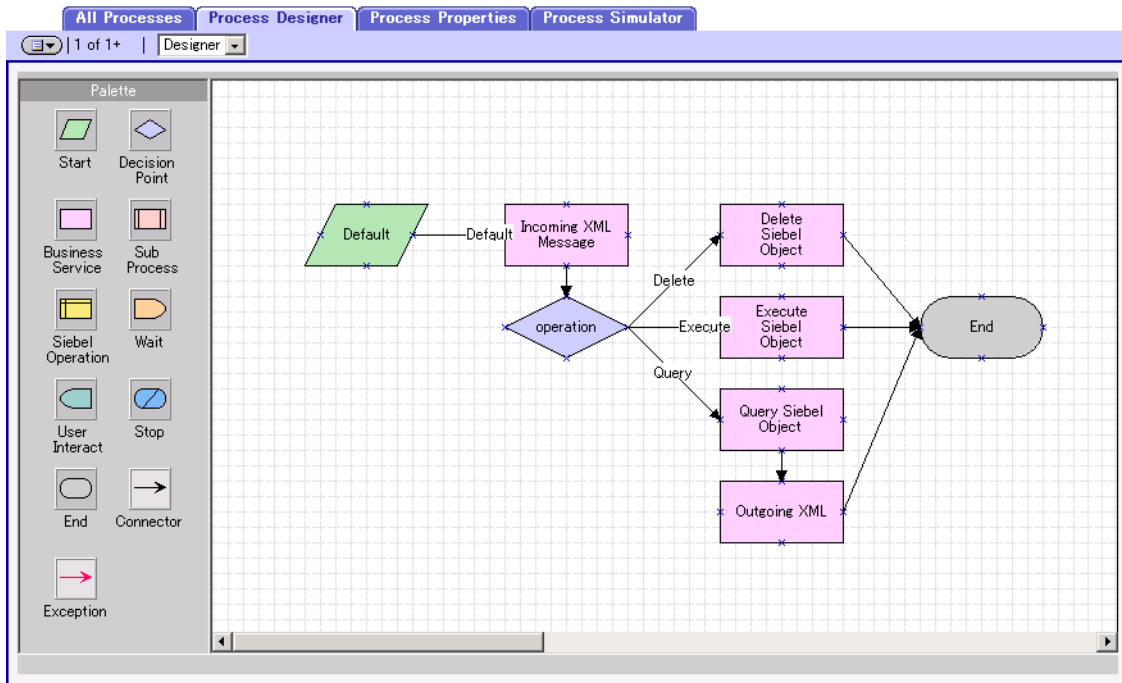 All Processes
Process Designer
Process Properties
Process Simulator
1 of 1+
Designer
Palette
Start
Decision
Point
Business
Service
Sub
Process
Siebel
Operation
Wait
User
Interact
Stop
End
Connector
Exception
Default
Default
Incoming XML
Message
operation
Delete
Execute
Query
Delete
Siebel
Object
Execute
Siebel
Object
Query Siebel
Object
Outgoing XML
End